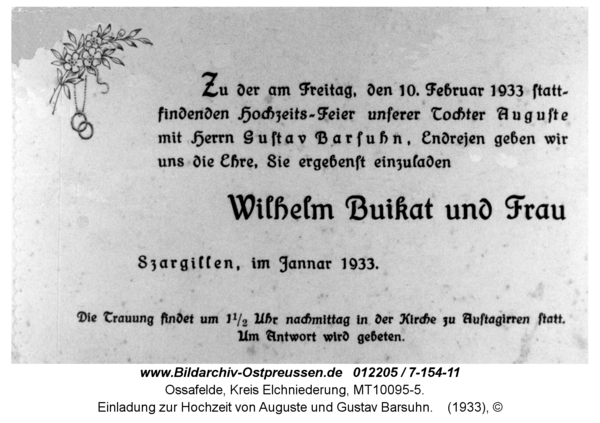 Zu der am Freitag, den 10. Februar 1933 statt-
findenden Hochzeits-Feier unserer Tochter Auguste
mit Herrn Gustav Barsuhn, Endrejen geben wir
uns die Ehre, Sie ergebenst einzuladen
Wilhelm Buikat und Frau
Szargillen, im Jannar 1933.
Die Trauung findet um 1½ Uhr nachmittag in der Kirche zu Austagirren statt.
Um Antwort wird gebeten.
www.Bildarchiv-Ostpreussen.de 012205 / 7-154-11
Ossafelde, Kreis Elchniederung, MT10095-5.
Einladung zur Hochzeit von Auguste und Gustav Barsuhn. (1933), ©